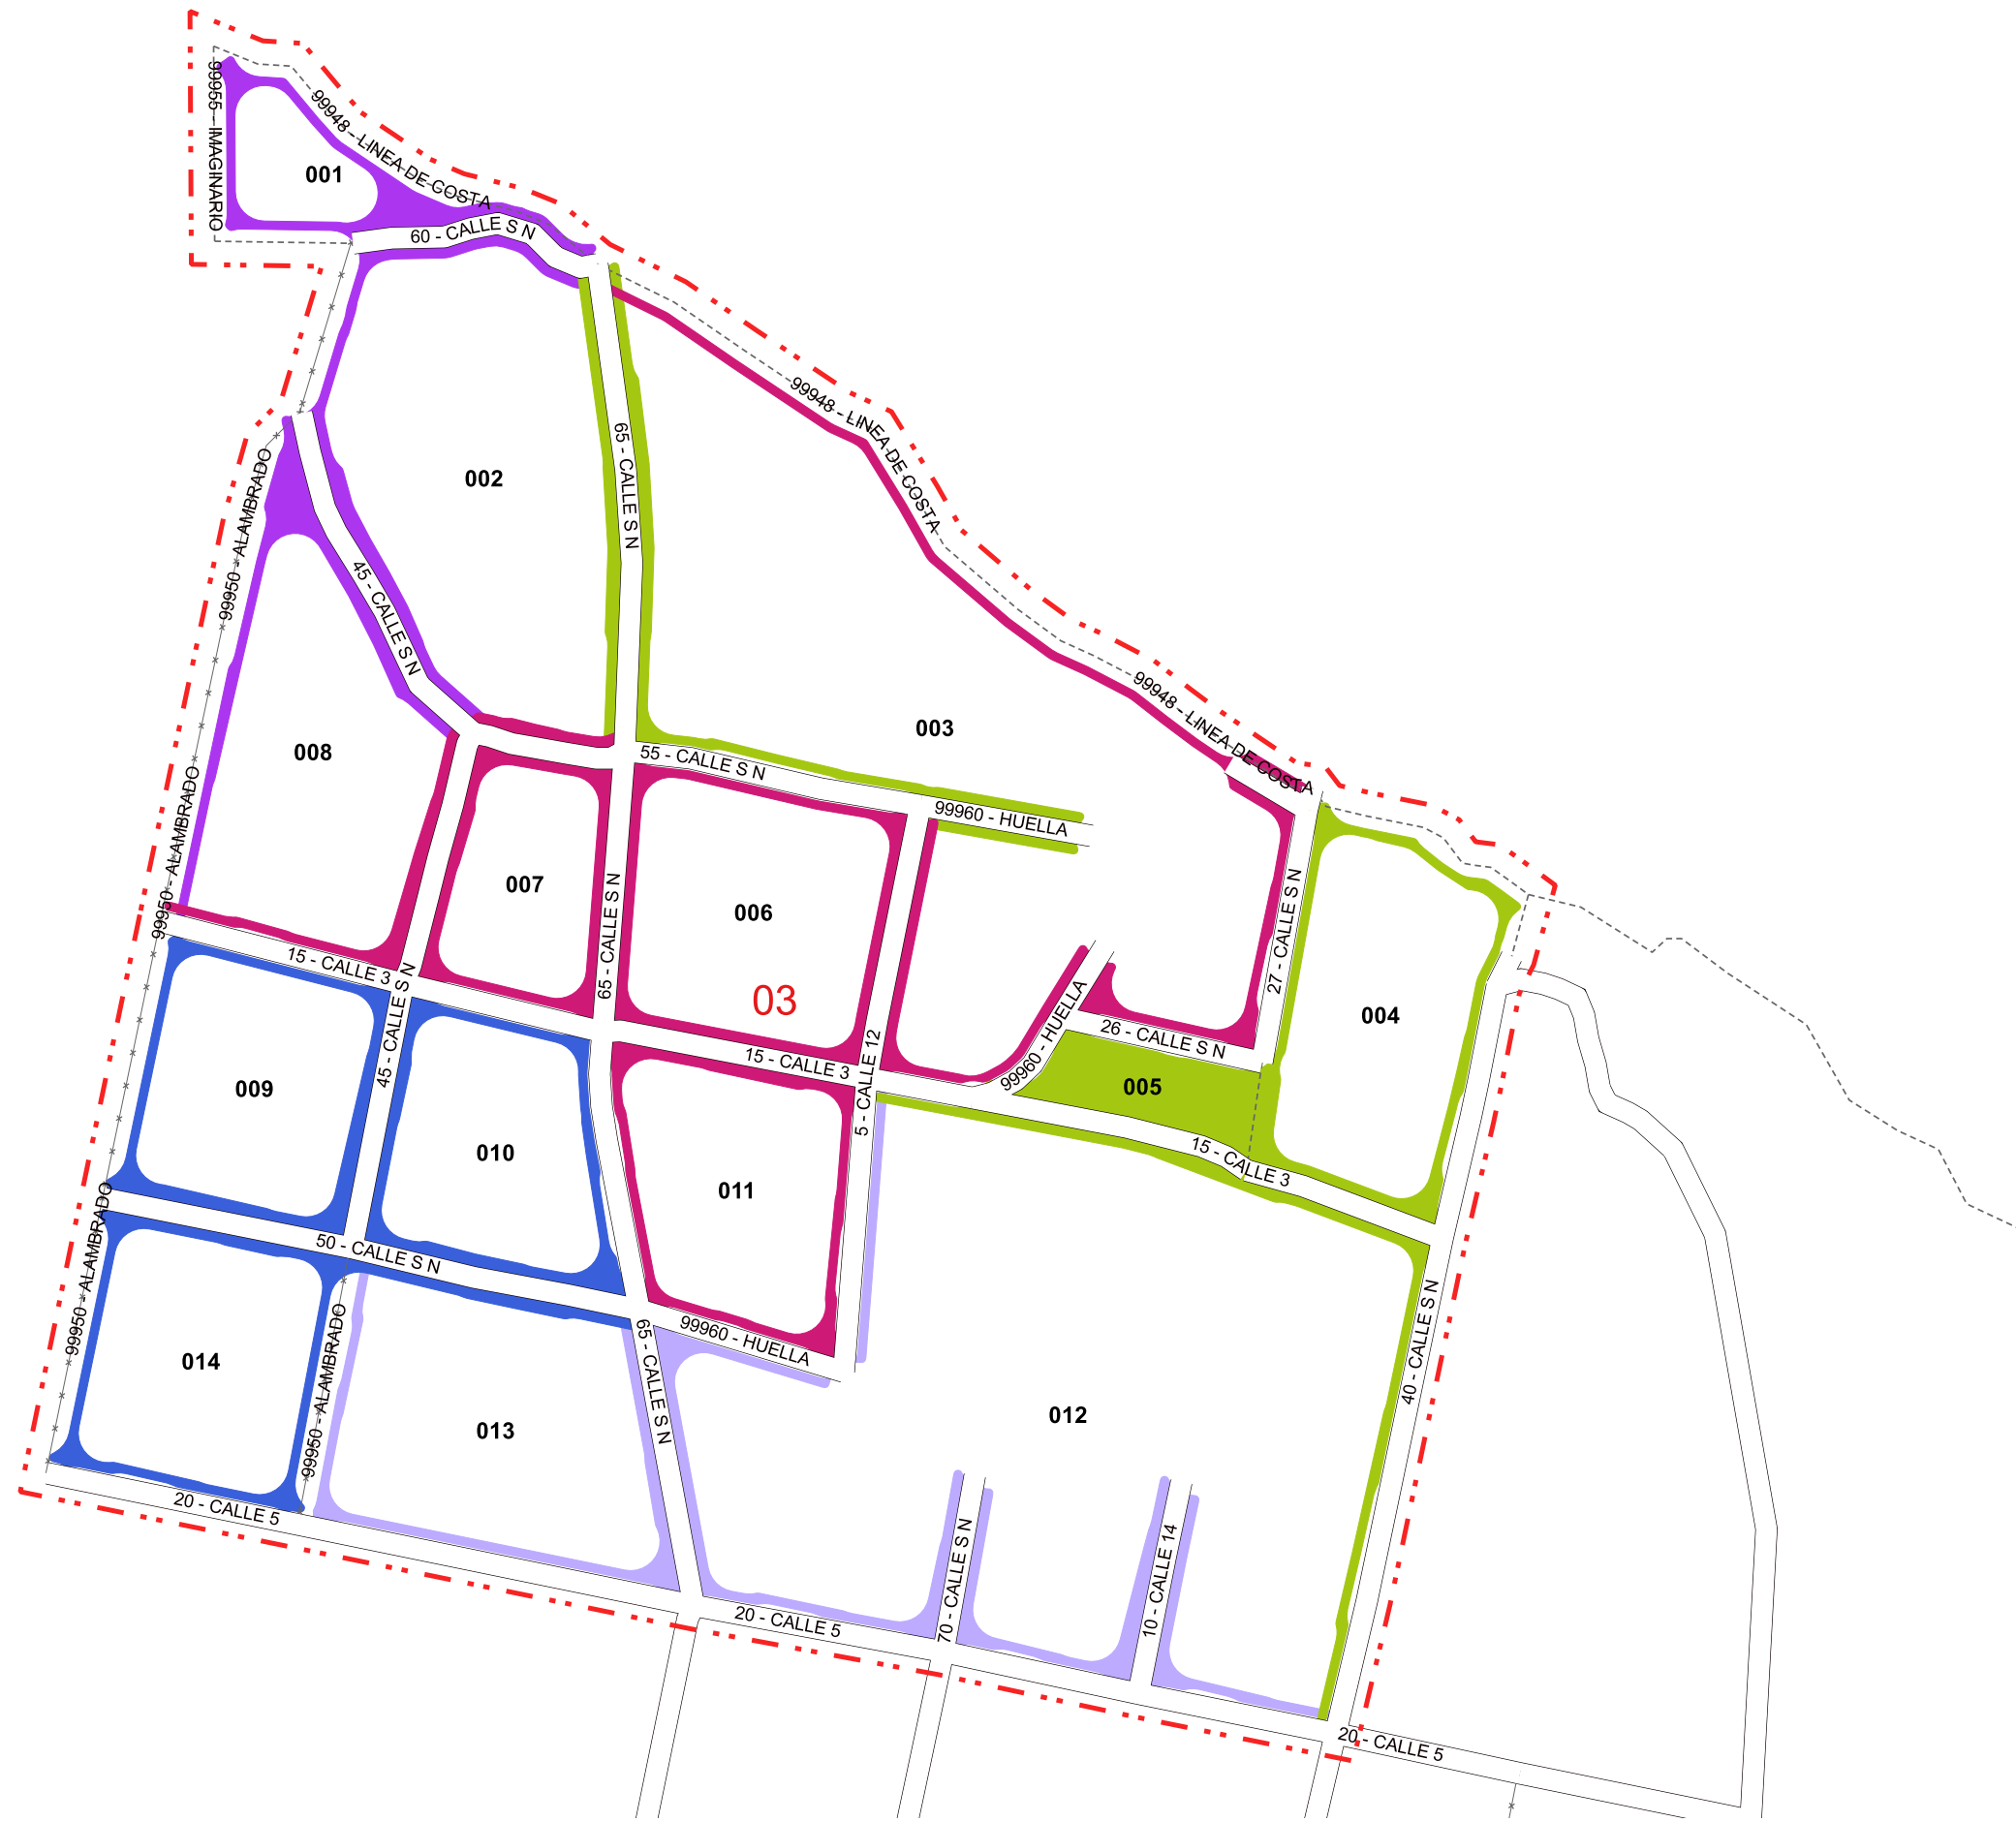 99955 - IMAGINARIO
99948 - LINEA DE COSTA
001
60 - CALLE S N
99948 - LINEA DE COSTA
65 - CALLE S N
002
99950 - ALAMBRADO
45 - CALLE S N
99948 - LINEA DE COSTA
003
008
55 - CALLE S N
99950 - ALAMBRADO
99960 - HUELLA
007
006
65 - CALLE S N
27 - CALLE S N
15 - CALLE 3
03
004
45 - CALLE S N
99960 - HUELLA
26 - CALLE S N
15 - CALLE 3
5 - CALLE 12
009
005
010
15 - CALLE 3
011
99950 - ALAMBRADO
50 - CALLE S N
99960 - HUELLA
65 - CALLE S N
40 - CALLE S N
014
99950 - ALAMBRADO
013
012
20 - CALLE 5
70 - CALLE S N
10 - CALLE 14
20 - CALLE 5
20 - CALLE 5